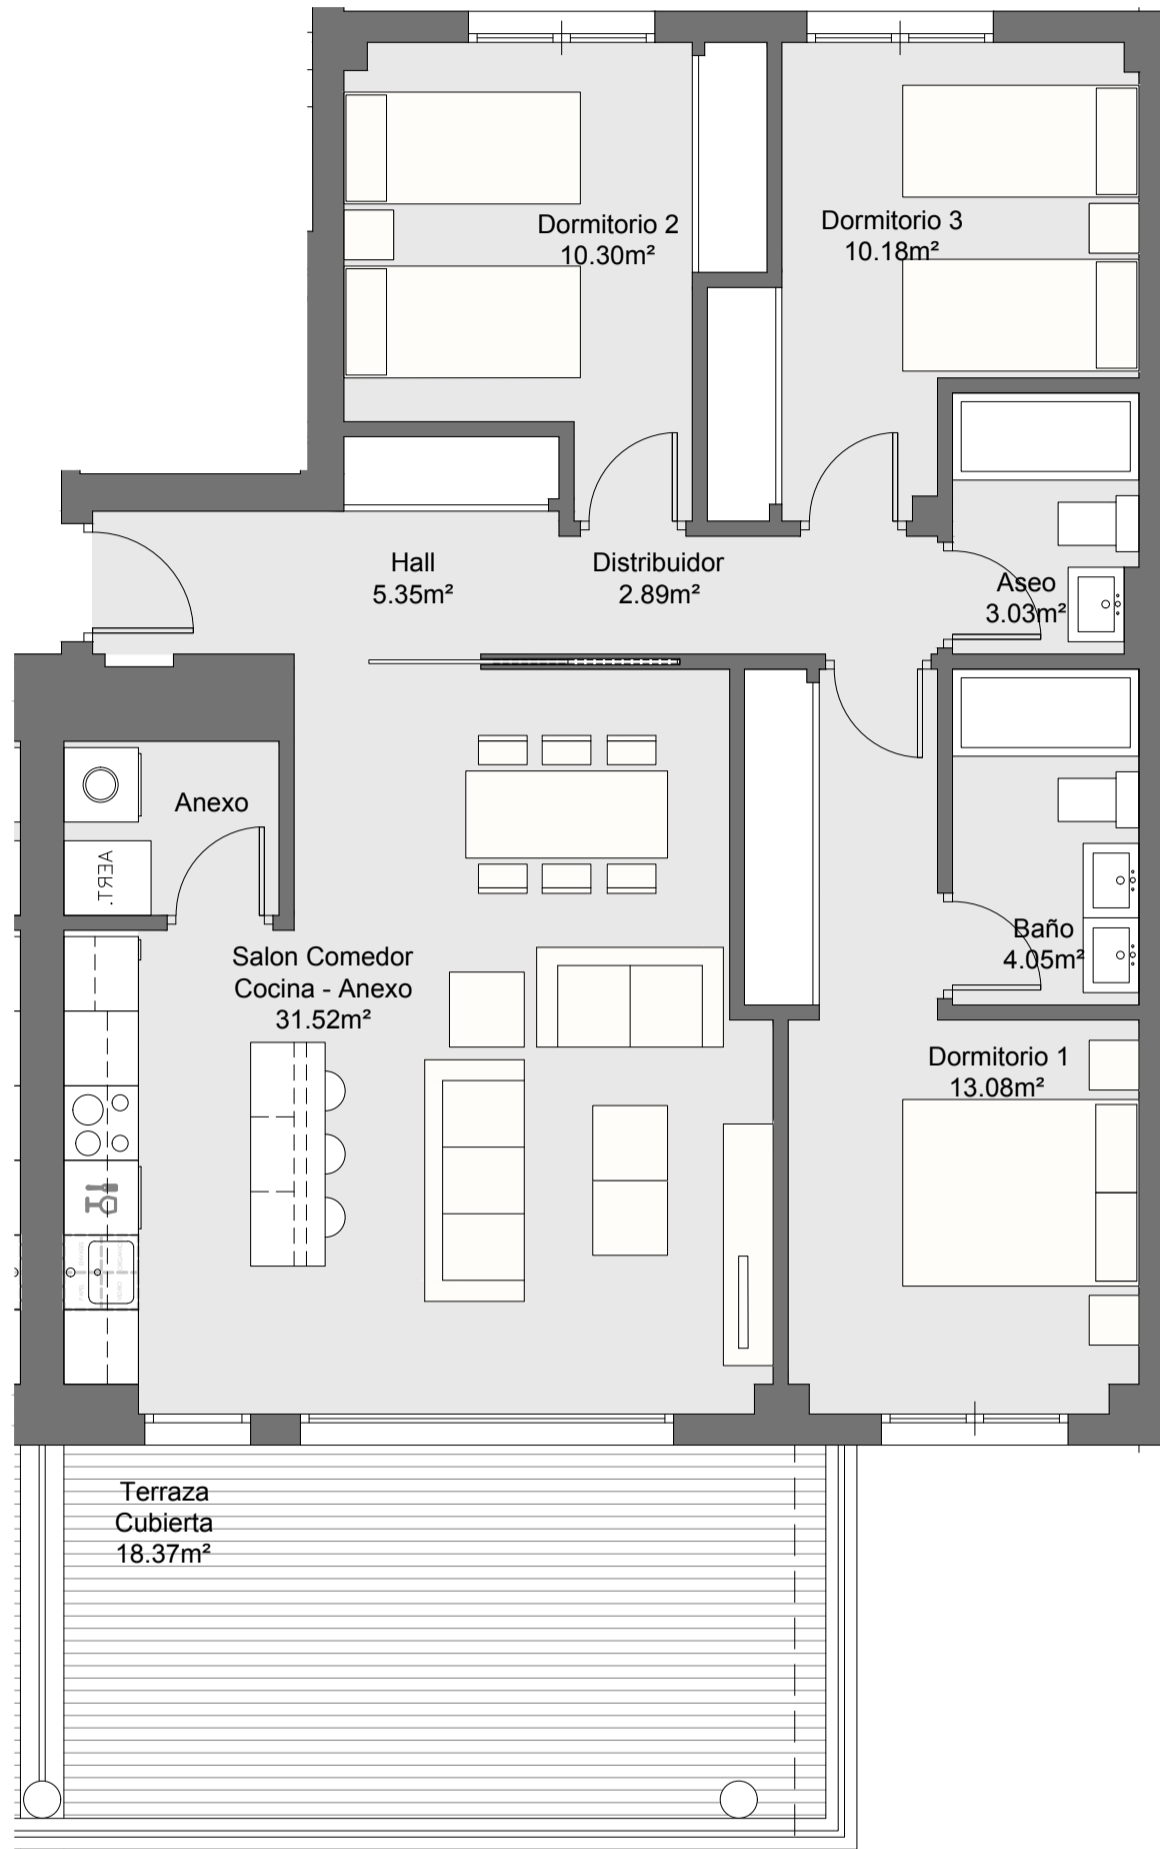 Dormitorio 2
10.30m²
Dormitorio 3
10.18m²
Hall
5.35m²
Distribuidor
2.89m²
Aseo
3.03m²
Anexo
AERT.
Salon Comedor
Cocina - Anexo
31.52m²
Baño
4.05m²
Dormitorio 1
13.08m²
Terraza
Cubierta
18.37m²